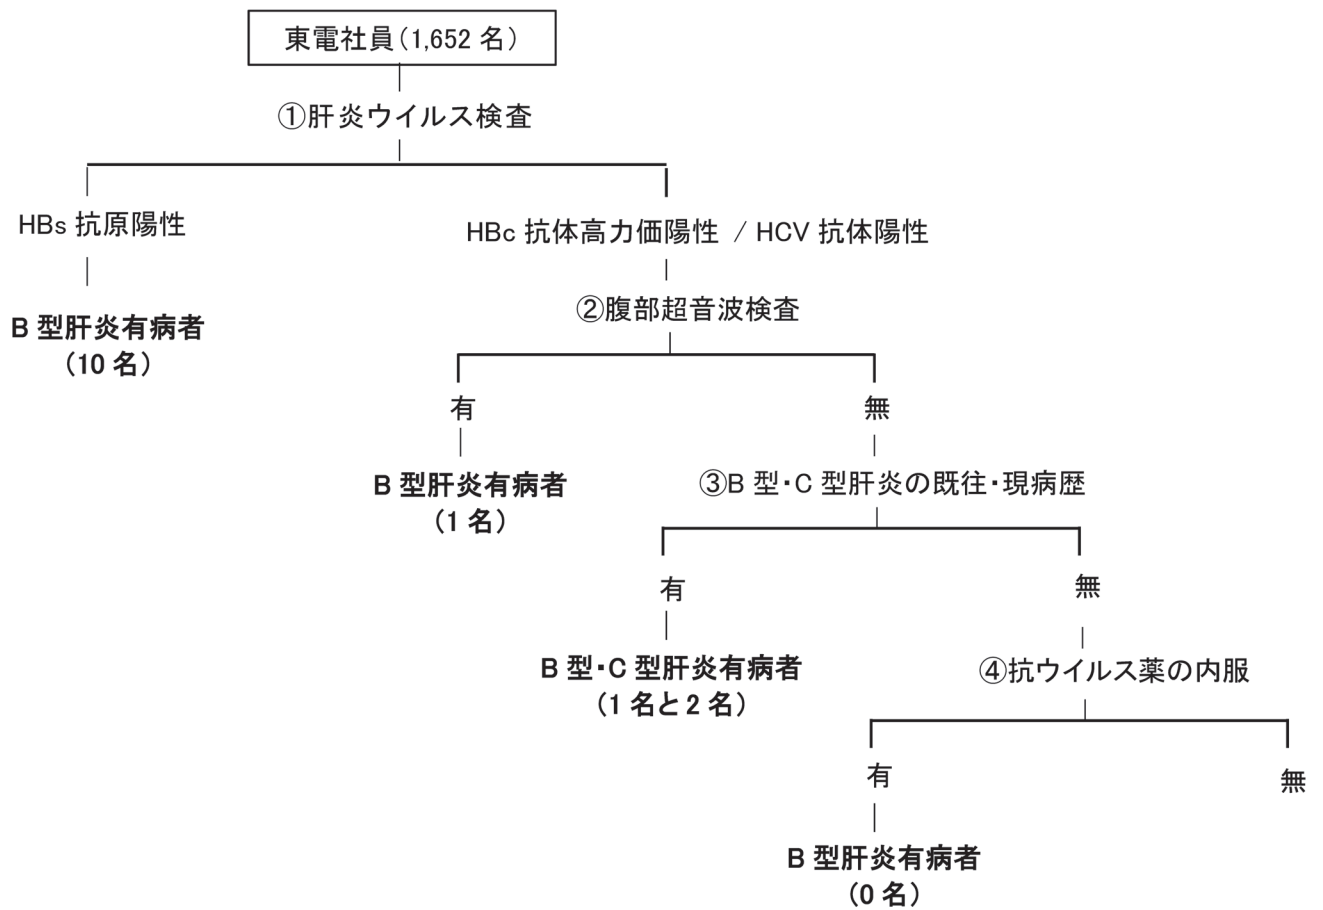 東電社員（1,652 名）
①肝炎ウイルス検査
HBs 抗原陽性
HBc 抗体高力価陽性 / HCV 抗体陽性
B 型肝炎有病者
（10 名）
②腹部超音波検査
有
無
B 型肝炎有病者
（1 名）
③B 型・C 型肝炎の既往・現病歴
有
無
B 型・C 型肝炎有病者
（1 名と 2 名）
④抗ウイルス薬の内服
有
無
B 型肝炎有病者
（0 名）